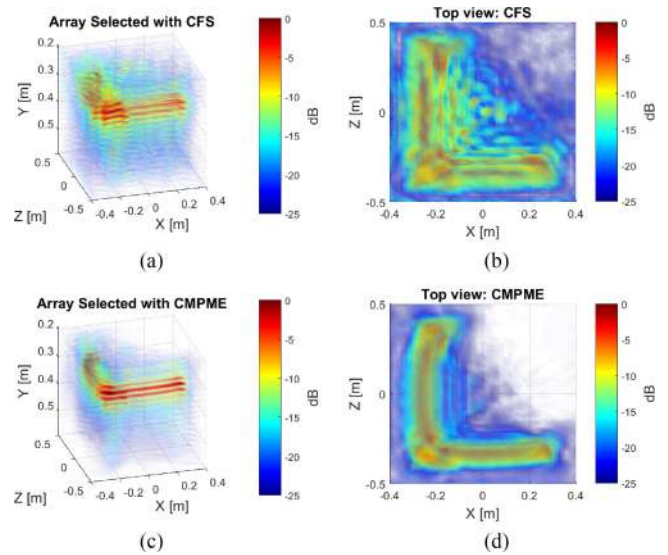 Array Selected with CFS
0.2
0.3
0.4
0.5
Y [m]
0.5
0
-0.5
Z [m]
-0.4
-0.2
0
0.2
0.4
X [m]
0
-5
-10
-15
-20
-25
dB
(a)
Top view: CFS
0.5
0
-0.5
Z [m]
-0.4
-0.2
0
0.2
0.4
X [m]
0
-5
-10
-15
-20
-25
dB
(b)
Array Selected with CMPME
0.2
0.3
0.4
0.5
Y [m]
0.5
0
-0.5
Z [m]
-0.4
-0.2
0
0.2
0.4
X [m]
0
-5
-10
-15
-20
-25
dB
(c)
Top view: CMPME
0.5
0
-0.5
Z [m]
-0.4
-0.2
0
0.2
0.4
X [m]
0
-5
-10
-15
-20
-25
dB
(d)